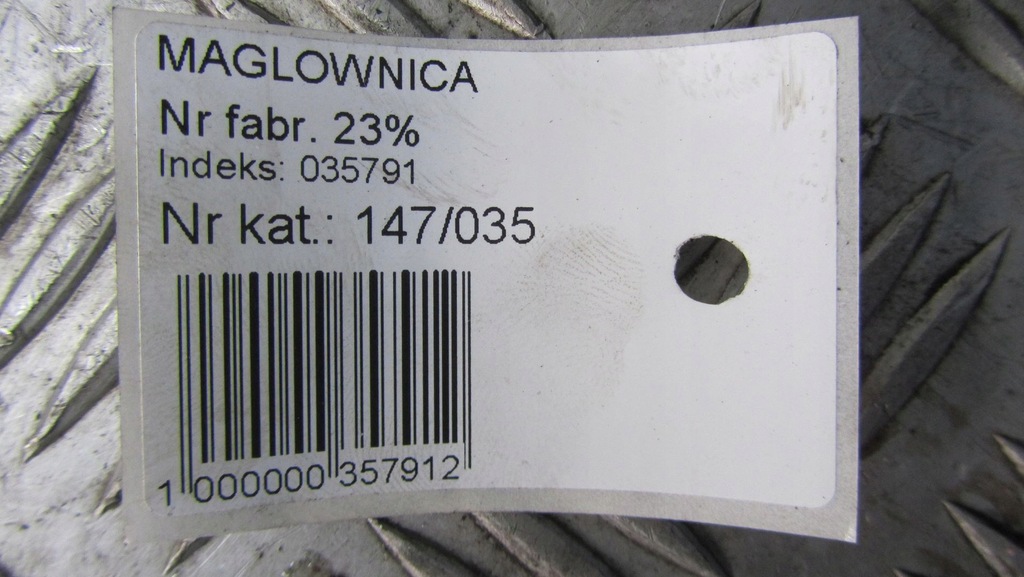 MAGLOWNICA
Nr fabr. 23%
Indeks: 035791
Nr kat.: 147/035
1 000000 357912